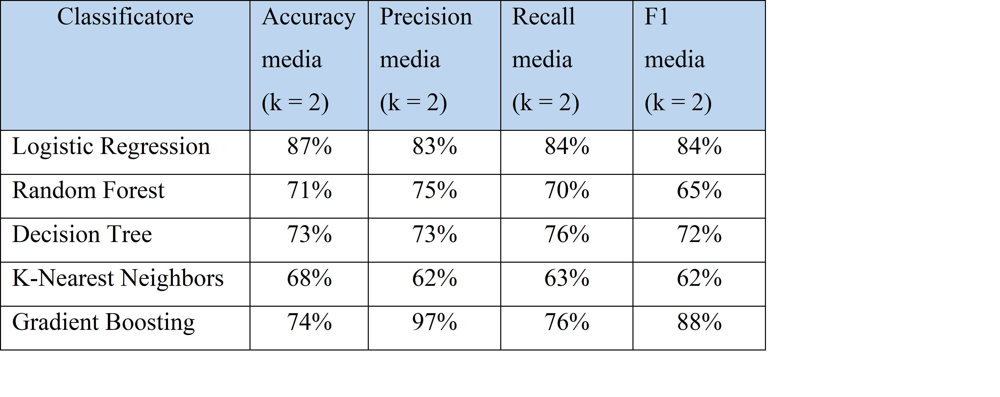 Classificatore Accuracy media (k = 2) Precision media (k = 2) Recall media (k = 2) F1 media (k = 2)
Logistic Regression 87% 83% 84% 84%
Random Forest 71% 75% 70% 65%
Decision Tree 73% 73% 76% 72%
K-Nearest Neighbors 68% 62% 63% 62%
Gradient Boosting 74% 97% 76% 88%